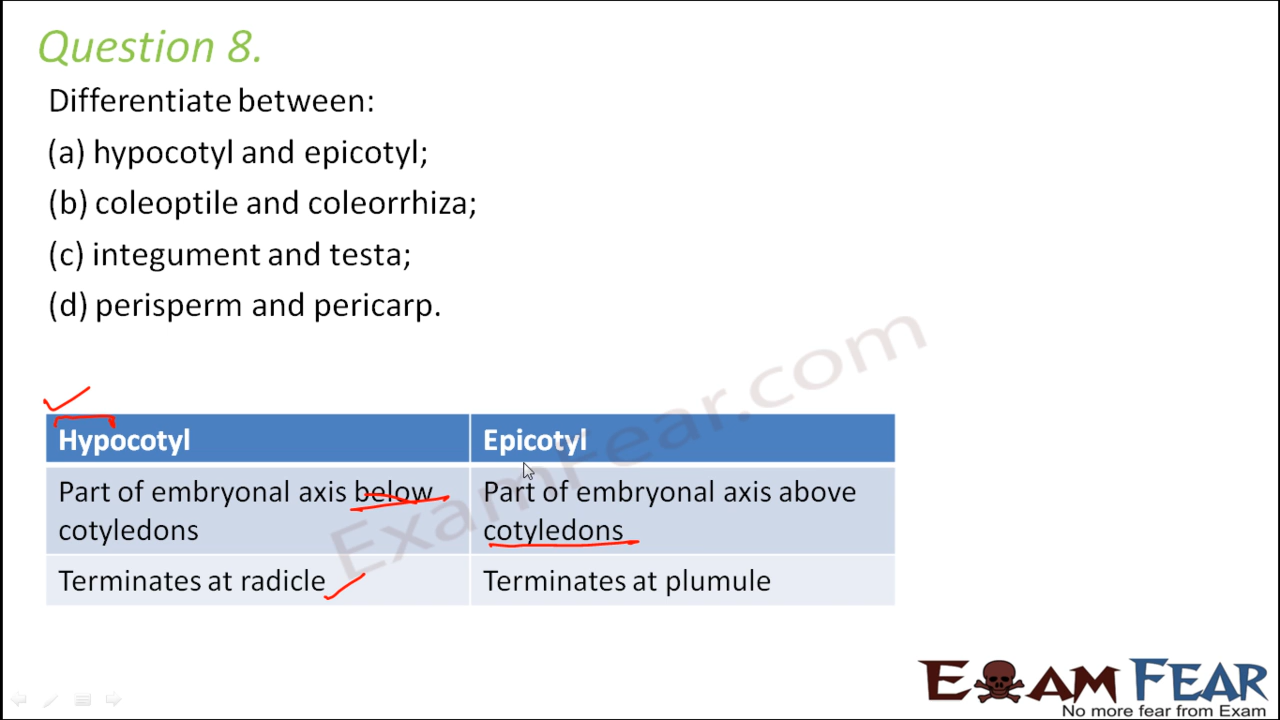 Question 8.
Differentiate between:
(a) hypocotyl and epicotyl;
(b) coleoptile and coleorrhiza;
(c) integument and testa;
(d) perisperm and pericarp.
ExamFear.com
Hypocotyl Epicotyl
Part of embryonal axis below Part of embryonal axis above
cotyledons cotyledons
Terminates at radicle Terminates at plumule
EXAM FEAR
No more fear from Exam